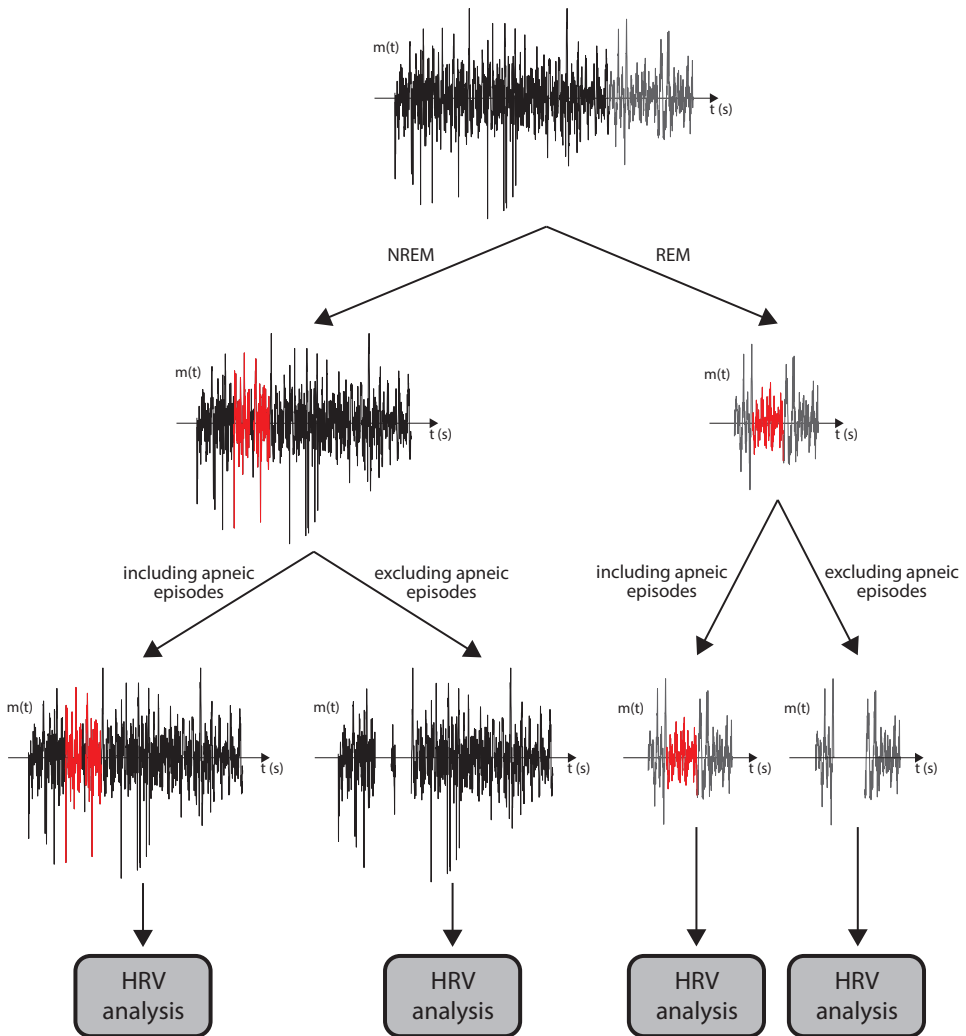 m(t)
t (s)
NREM
REM
m(t)
t (s)
m(t)
t (s)
including apneic
episodes
excluding apneic
episodes
including apneic
episodes
excluding apneic
episodes
m(t)
t (s)
m(t)
t (s)
m(t)
t (s)
m(t)
t (s)
HRV
analysis
HRV
analysis
HRV
analysis
HRV
analysis